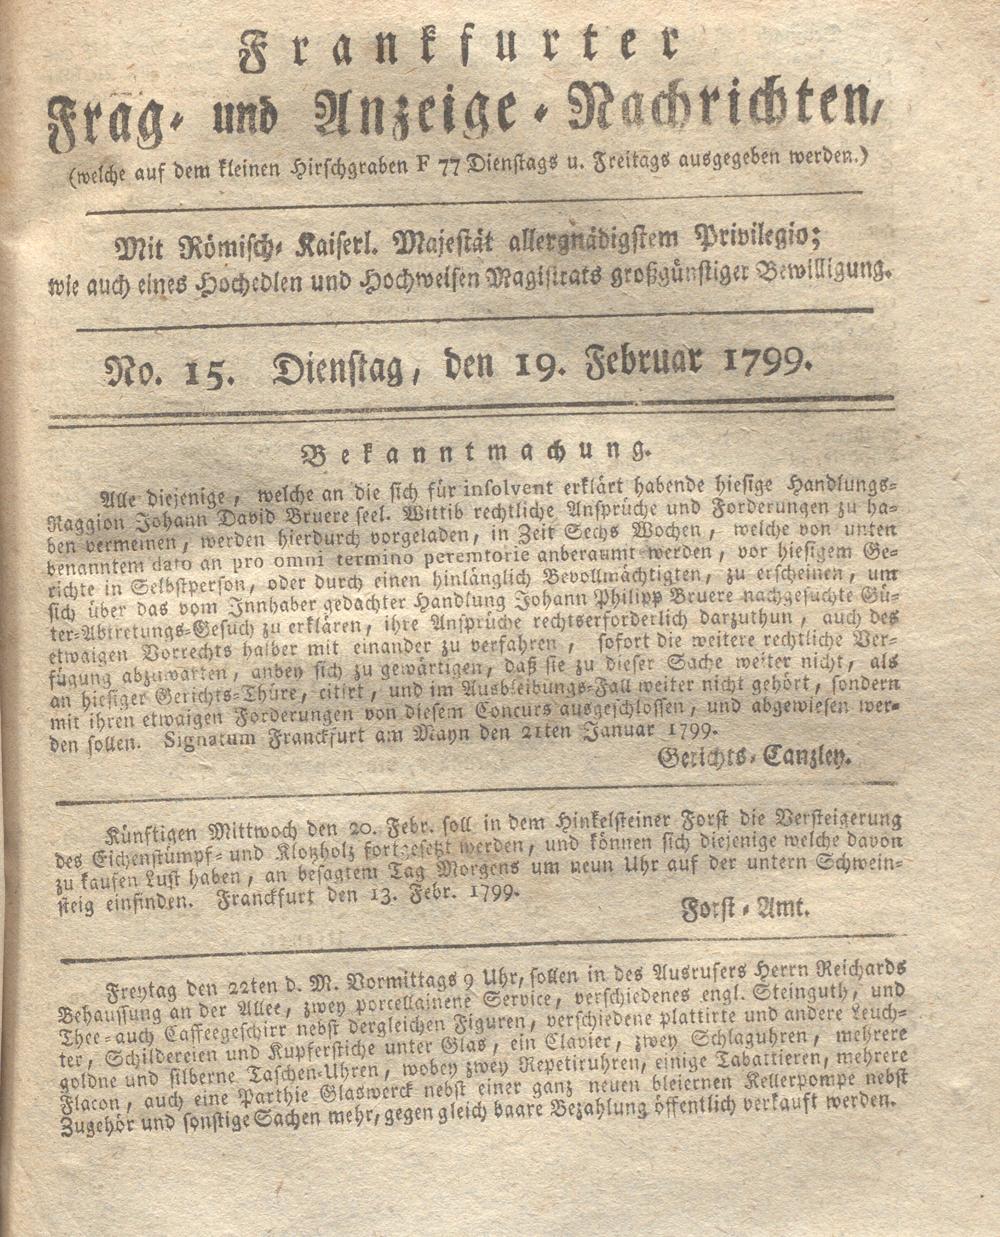 Frankfurter
Frag- und Anzeige-Nachrichten,
(welche auf dem kleinen Hirschgraben F 77 Dienstags u. Freitags ausgegeben werden.)
Mit Römisch-Kaiserl. Majestät allergnädigstem Privilegio;
wie auch eines Hochedlen und Hochweisen Magistrats großgünstiger Bewilligung.
No. 15. Dienstag, den 19. Februar 1799.
Bekanntmachung.
Alle diejenige, welche an die sich für insolvent erklärt habende hiesige Handlungs-
Raggion Johann David Bruere seel. Wittib rechtliche Ansprüche und Forderungen zu ha-
ben vermeinen, werden hierdurch vorgeladen, in Zeit Sechs Wochen, welche von unten
benanntem dato an pro omni termino peremtorie anberaumt werden, vor hiesigem Ge-
richte in Selbstperson, oder durch einen hinlänglich Bevollmächtigten, zu erscheinen, um
sich über das vom Innhaber gedachter Handlung Johann Philipp Bruere nachgesuchte Gü-
ter-Abtretungs-Gesuch zu erklären, ihre Ansprüche rechtserforderlich darzuthun, auch des
etwaigen Vorrechts halber mit einander zu verfahren, sofort die weitere rechtliche Ver-
fügung abzuwarten, anbey sich zu gewärtigen, daß sie zu dieser Sache weiter nicht, als
an hiesiger Gerichts-Thüre, citirt, und im Ausbleibungs-Fall weiter nicht gehört, sondern
mit ihren etwaigen Forderungen von diesem Concurs ausgeschlossen, und abgewiesen wer-
den sollen. Signatum Franckfurt am Mayn den 21ten Januar 1799.
Gerichts-Canzley.
Künftigen Mittwoch den 20. Febr. soll in dem Hinkelsteiner Forst die Versteigerung
des Eichenstümpf- und Klotzholz fortgesetzt werden, und können sich diejenige welche davon
zu kaufen Lust haben, an besagtem Tag Morgens um neun Uhr auf der untern Schwein-
steig einfinden. Franckfurt den 13. Febr. 1799.
Forst-Amt.
Freytag den 22ten d. M. Vormittags 9 Uhr, sollen in des Ausrufers Herrn Reichards
Behaussung an der Allee, zwey porcellainene Service, verschiedenes engl. Steinguth, und
Thee-auch Caffeegeschirr nebst dergleichen Figuren, verschiedene plattirte und andere Leuch-
ter, Schildereien und Kupferstiche unter Glas, ein Clavier, zwey Schlaguhren, mehrere
goldne und silberne Taschen-Uhren, wobey zwey Repetiruhren, einige Tabattieren, mehrere
Flacon, auch eine Parthie Glaswerck nebst einer ganz neuen bleiernen Kellerpompe nebst
Zugehör und sonstige Sachen mehr, gegen gleich baare Bezahlung öffentlich verkauft werden.